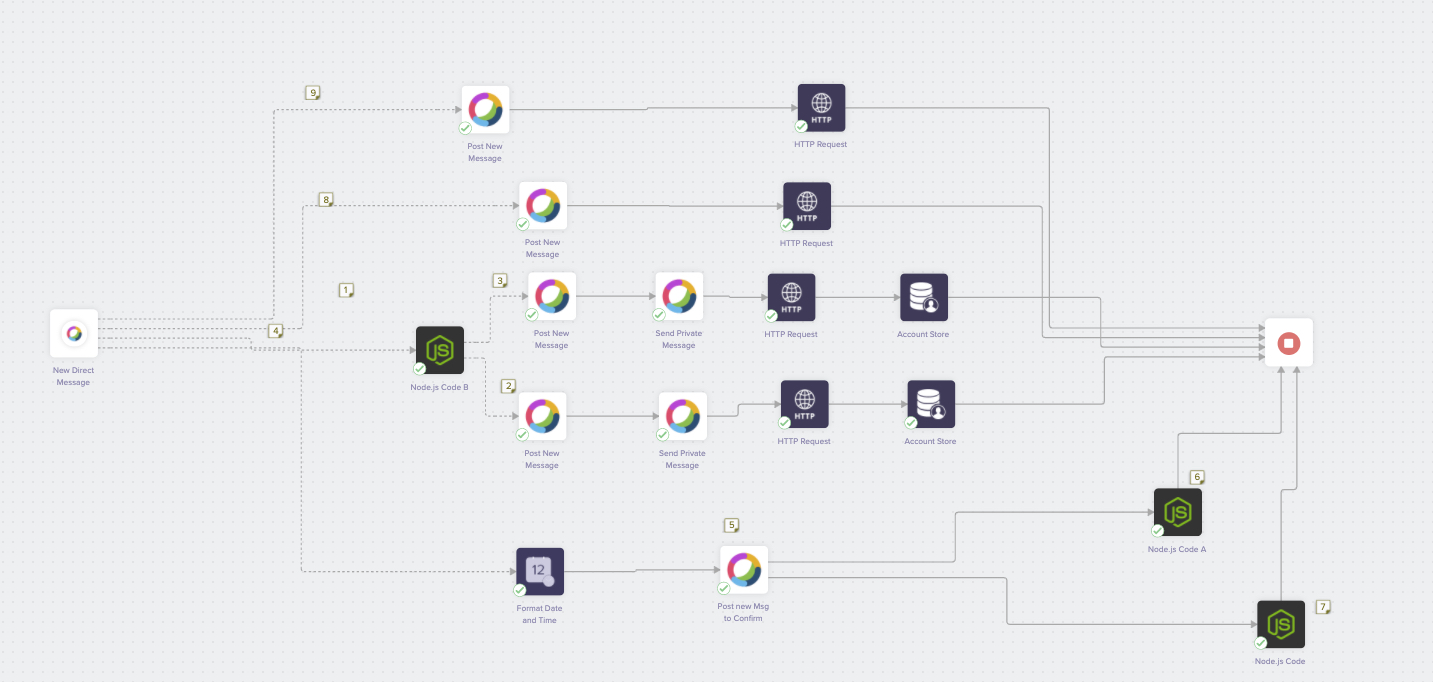 9
HTTP
Post New
Message
HTTP Request
8
HTTP
Post New
Message
HTTP Request
1
3
HTTP
Post New
Message
Send Private
Message
HTTP Request
Account Store
4
New Direct
Message
JS
Node.js Code B
2
HTTP
Post New
Message
Send Private
Message
HTTP Request
Account Store
6
JS
Node.js Code A
5
12
Format Date
and Time
Post new Msg
to Confirm
7
JS
Node.js Code